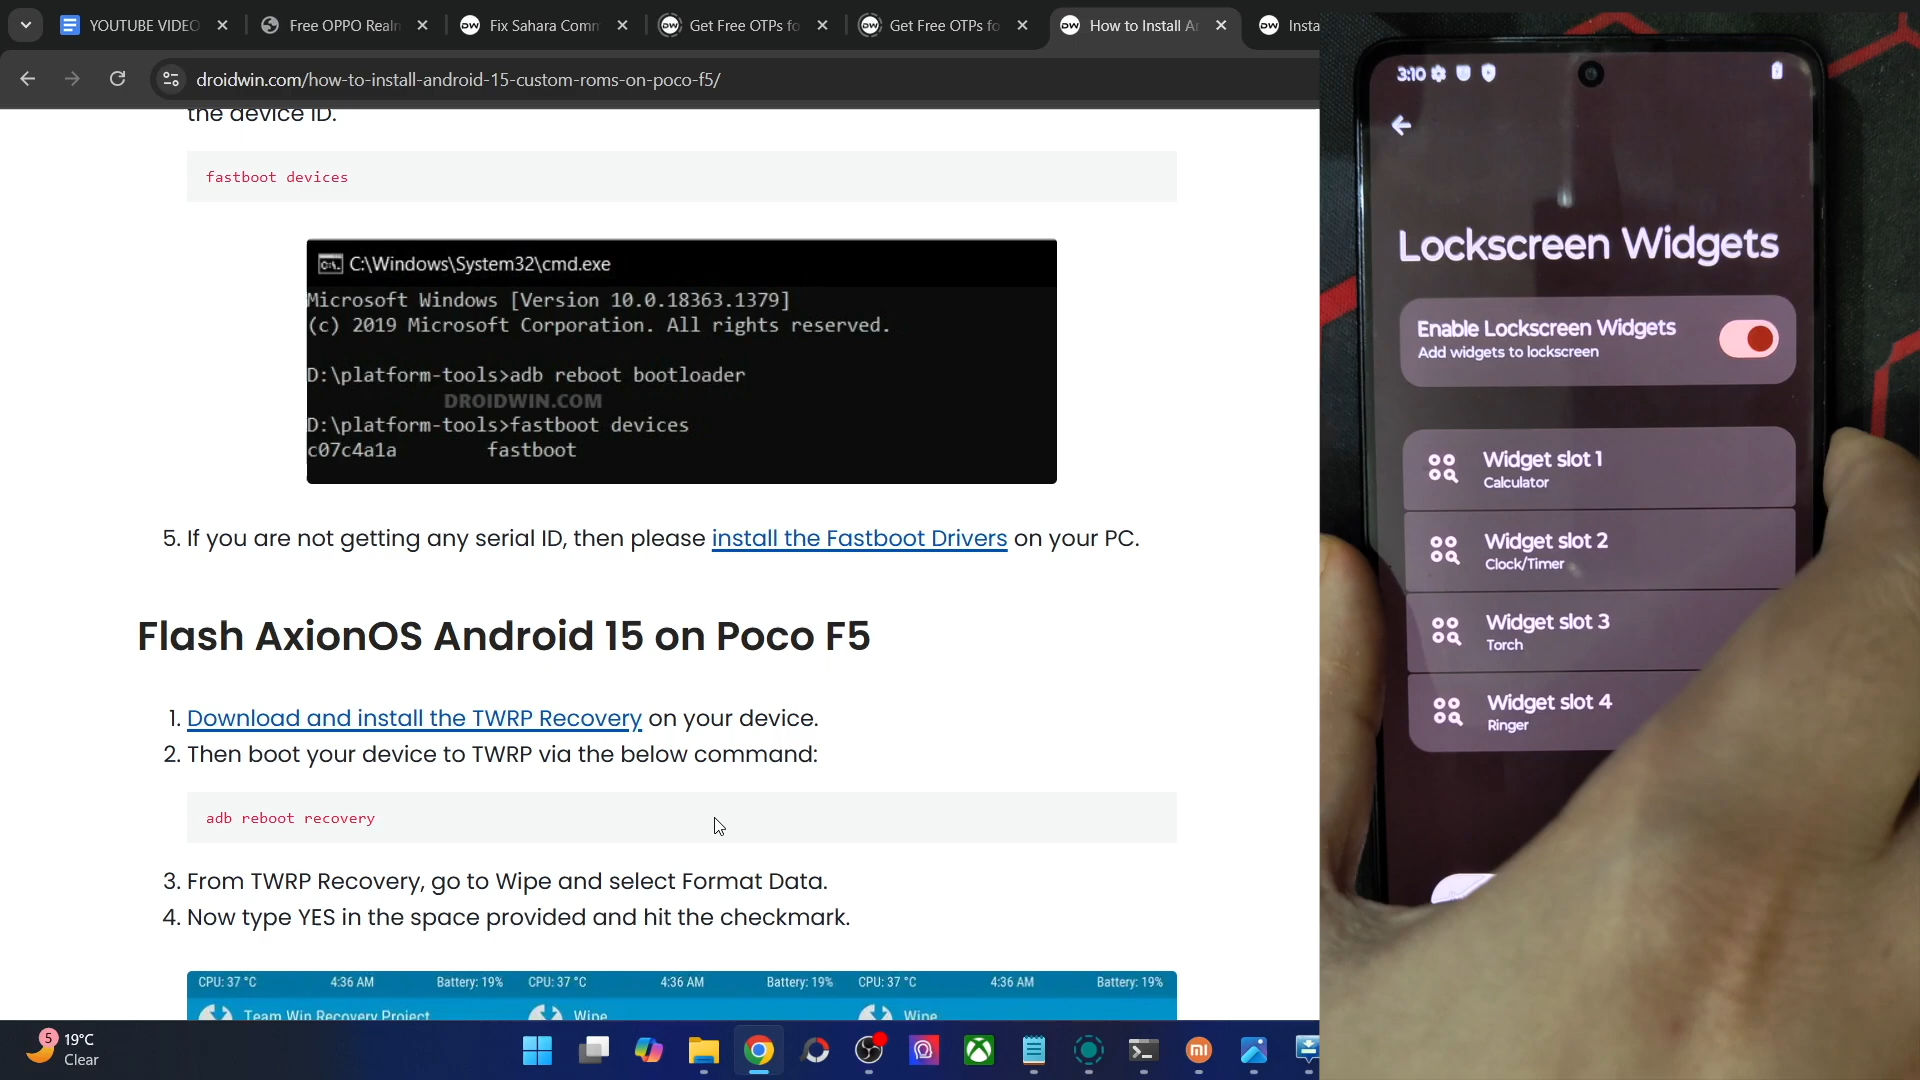 YOUTUBE VIDEO
Free OPPO Realm
Fix Sahara Comm
Get Free OTPs fo
Get Free OTPs fo
How to Install An
Insta
droidwin.com/how-to-install-android-15-custom-roms-on-poco-f5/
the device ID.
fastboot devices
C:\Windows\System32\cmd.exe
Microsoft Windows [Version 10.0.18363.1379]
(c) 2019 Microsoft Corporation. All rights reserved.
D:\platform-tools>adb reboot bootloader
DROIDWIN.COM
D:\platform-tools>fastboot devices
c07c4a1a fastboot
5. If you are not getting any serial ID, then please install the Fastboot Drivers on your PC.
Flash AxionOS Android 15 on Poco F5
1. Download and install the TWRP Recovery on your device.
2. Then boot your device to TWRP via the below command:
adb reboot recovery
3. From TWRP Recovery, go to Wipe and select Format Data.
4. Now type YES in the space provided and hit the checkmark.
CPU: 37 °C 4:36 AM Battery: 19% CPU: 37 °C 4:36 AM Battery: 19% CPU: 37 °C 4:36 AM Battery: 19%
Team Win Recovery Project Wipe Wipe
5 19°C
Clear
3:10
Lockscreen Widgets
Enable Lockscreen Widgets
Add widgets to lockscreen
Widget slot 1
Calculator
Widget slot 2
Clock/Timer
Widget slot 3
Torch
Widget slot 4
Ringer